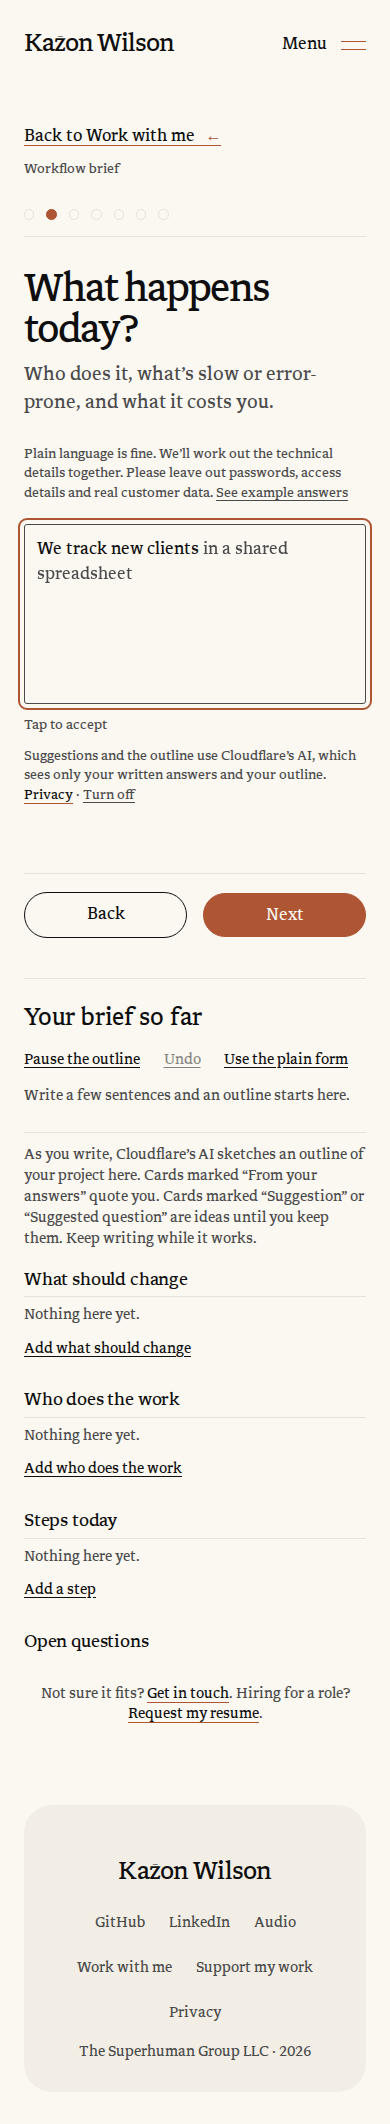 Kazon Wilson
Menu
Back to Work with me ←
Workflow brief
What happens
today?
Who does it, what’s slow or error-
prone, and what it costs you.
Plain language is fine. We’ll work out the technical
details together. Please leave out passwords, access
details and real customer data. See example answers
We track new clients in a shared
spreadsheet
Tap to accept
Suggestions and the outline use Cloudflare’s AI, which
sees only your written answers and your outline.
Privacy · Turn off
Back
Next
Your brief so far
Pause the outline Undo Use the plain form
Write a few sentences and an outline starts here.
As you write, Cloudflare’s AI sketches an outline of
your project here. Cards marked “From your
answers” quote you. Cards marked “Suggestion” or
“Suggested question” are ideas until you keep
them. Keep writing while it works.
What should change
Nothing here yet.
Add what should change
Who does the work
Nothing here yet.
Add who does the work
Steps today
Nothing here yet.
Add a step
Open questions
Not sure it fits? Get in touch. Hiring for a role?
Request my resume.
Kazon Wilson
GitHub LinkedIn Audio
Work with me Support my work
Privacy
The Superhuman Group LLC · 2026